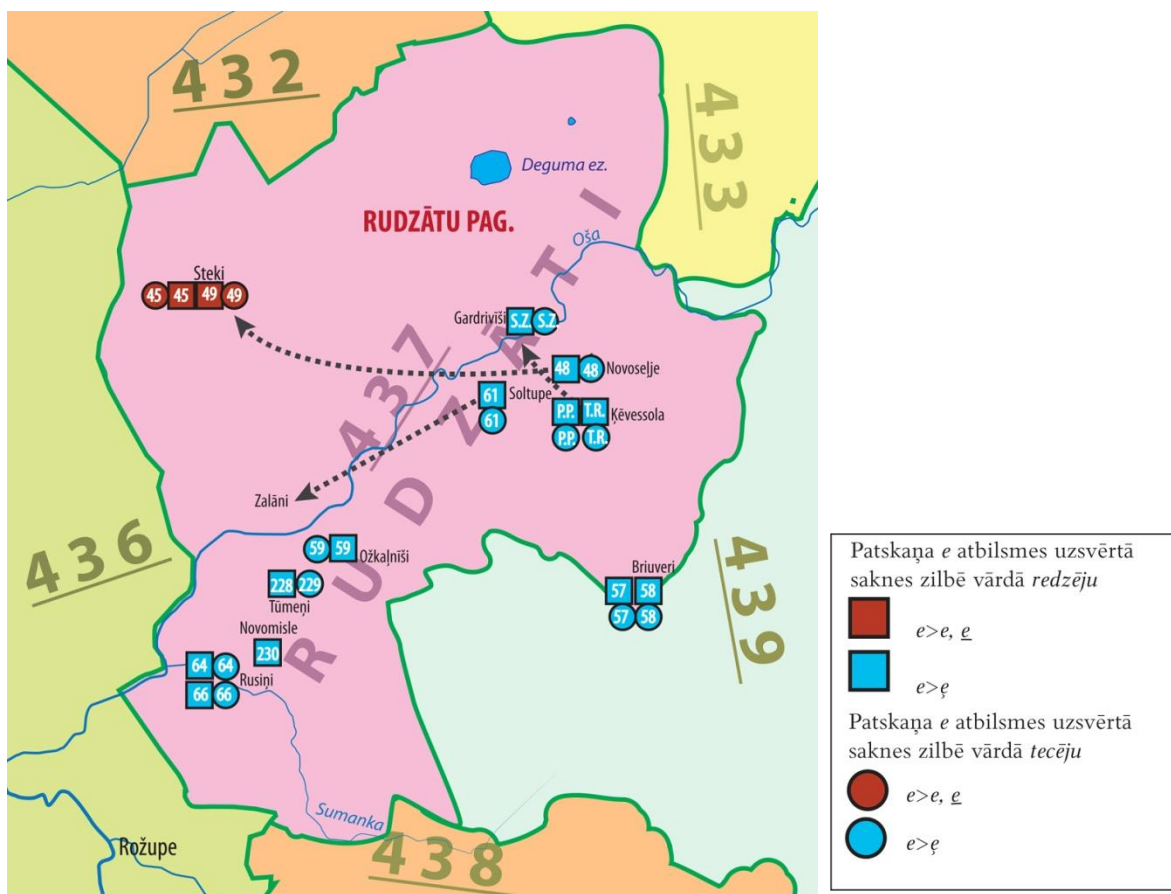 432
433
Deguma ez.
RUDZĀTU PAG.
Oša
Steķi
45 45 49 49
Gardrivīši S.Z. S.Z.
437
48 48 Novoseļje
61 Soltupe
61
P.P. T.R. Ķēvessola
P.P. T.R.
RUDZĀTI
Zalāni
436
59 59 Ožkaļnīši
439
228 229
Tūmeņi
Briuveri
57 58
57 58
Novomisle
230
64 64
Rusiņi
66 66
Sumanka
Rožupe
438
Patskaņa e atbilsmes uzsvērtā
saknes zilbē vārdā redzēju
e>e, e
e>ę
Patskaņa e atbilsmes uzsvērtā
saknes zilbē vārdā tecēju
e>e, e
e>ę